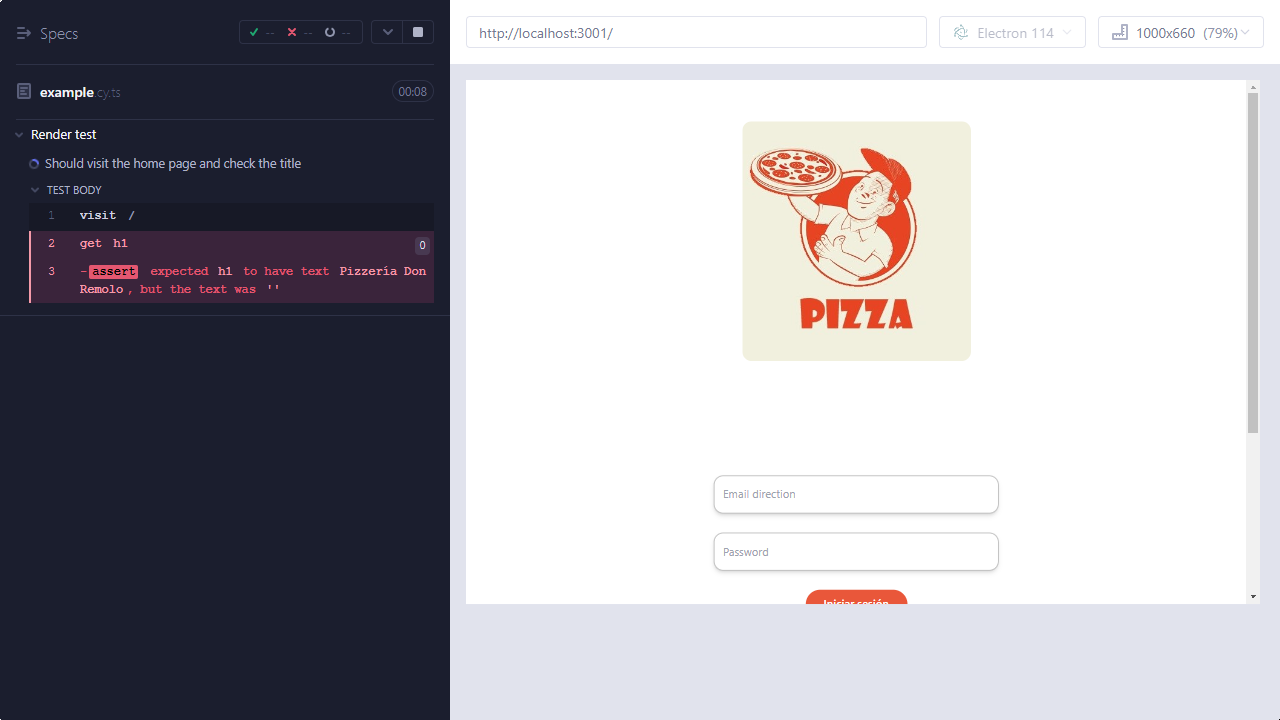 Specs
-- -- --
example.cy.ts
00:08
Render test
Should visit the home page and check the title
TEST BODY
1 visit /
2 get h1 0
3 -assert expected h1 to have text Pizzería Don
Remolo, but the text was ''
http://localhost:3001/
Electron 114
1000x660 (79%)
PIZZA
Email direction
Password
Iniciar sesión